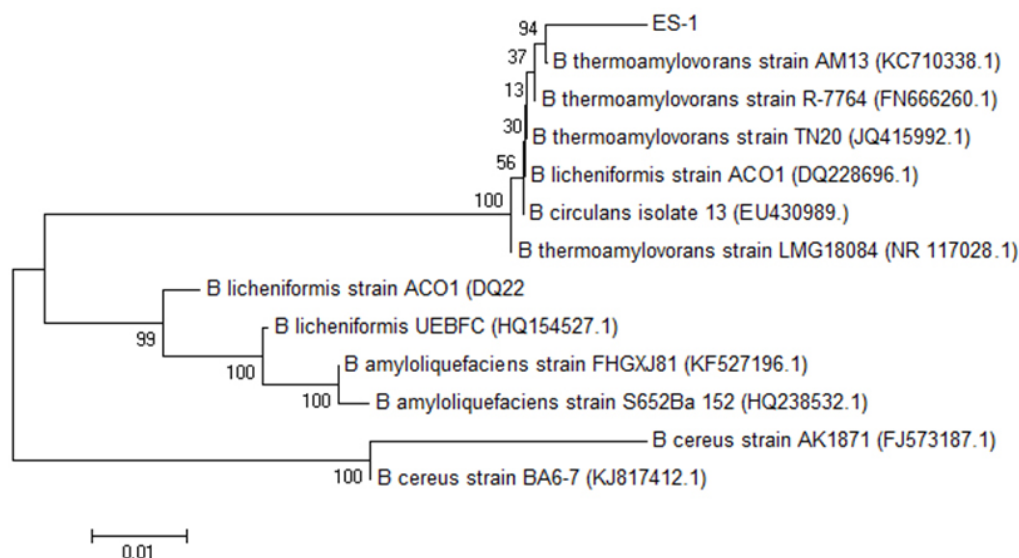 94
ES-1
37
B thermoamylovorans strain AM13 (KC710338.1)
13
B thermoamylovorans strain R-7764 (FN666260.1)
30
B thermoamylovorans strain TN20 (JQ415992.1)
56
B licheniformis strain ACO1 (DQ228696.1)
100
B circulans isolate 13 (EU430989.)
B thermoamylovorans strain LMG18084 (NR 117028.1)
B licheniformis strain ACO1 (DQ22
99
B licheniformis UEBFC (HQ154527.1)
100
B amyloliquefaciens strain FHGXJ81 (KF527196.1)
100
B amyloliquefaciens strain S652Ba 152 (HQ238532.1)
B cereus strain AK1871 (FJ573187.1)
100
B cereus strain BA6-7 (KJ817412.1)
0.01